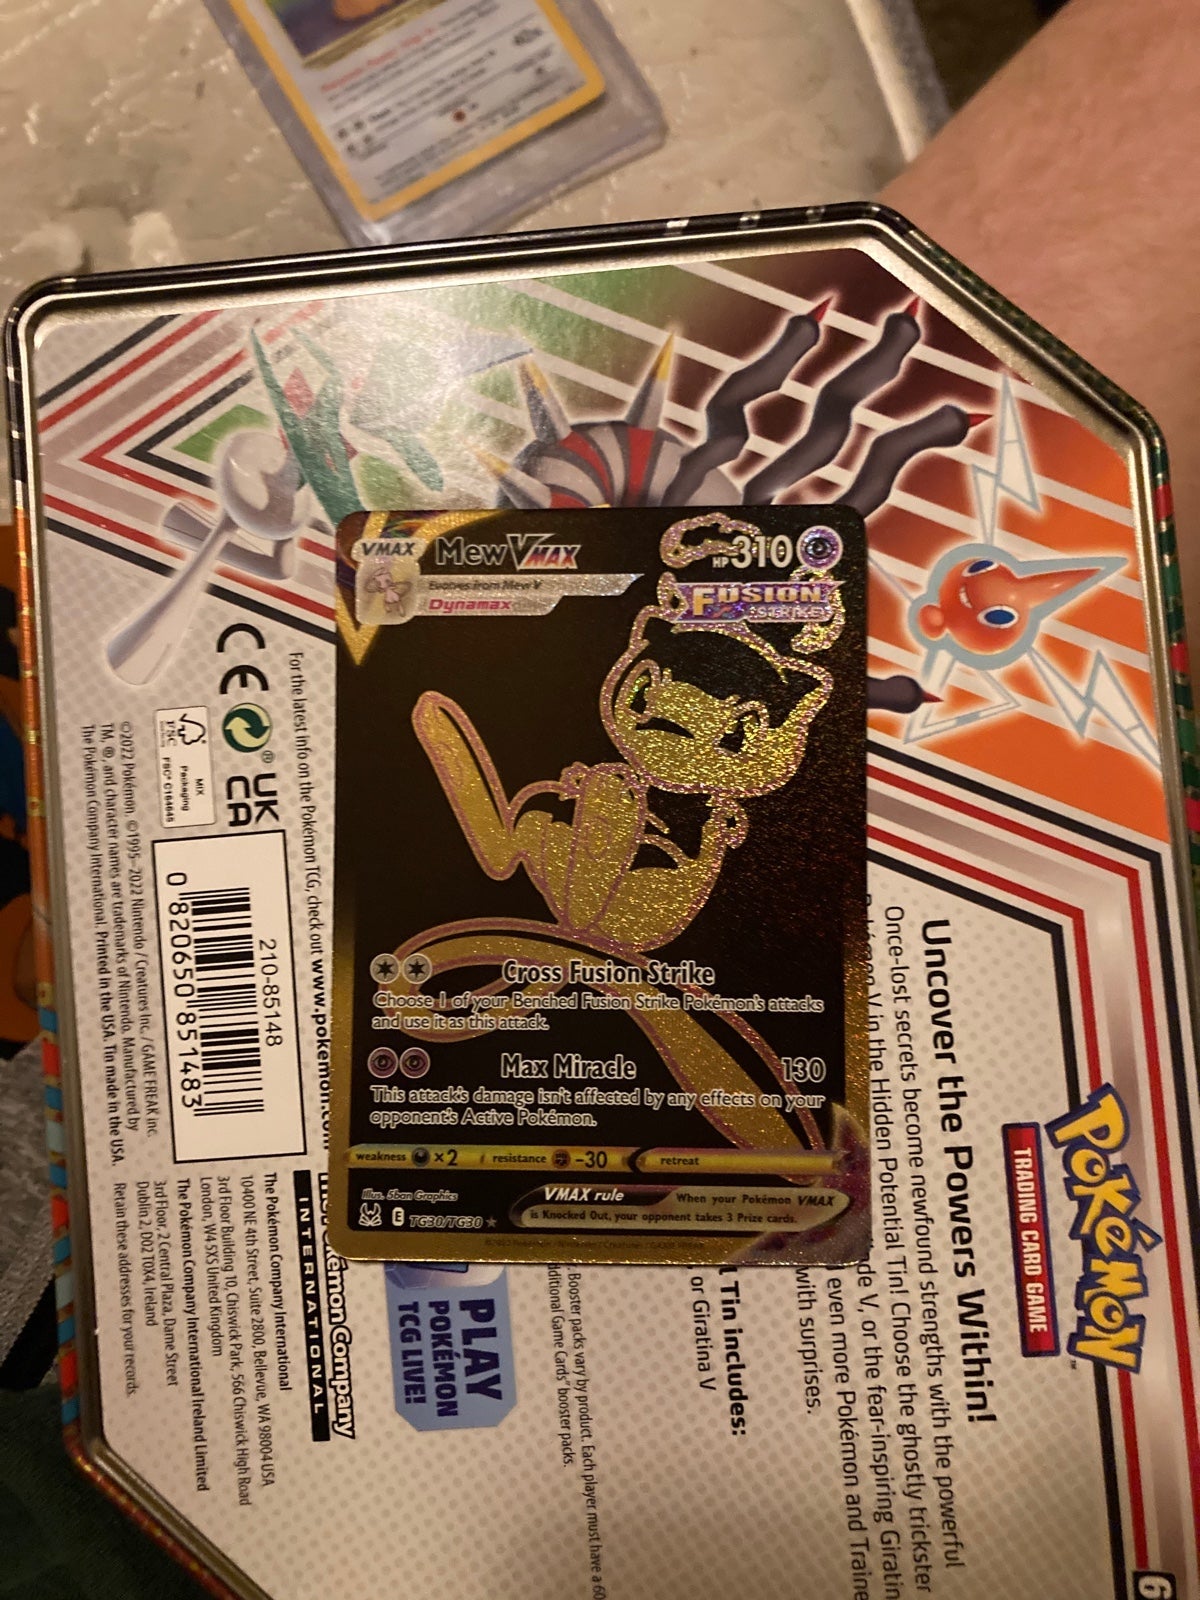 VMAX
Mew VMAX
HP 310
Evolves from Mew V
Dynamax
FUSION
STRIKE
Cross Fusion Strike
Choose 1 of your Benched Fusion Strike Pokémon's attacks
and use it as this attack.
Max Miracle 130
This attack's damage isn't affected by any effects on your
opponent's Active Pokémon.
weakness ×2 resistance -30 retreat
Illus. 5ban Graphics
E TG30/TG30 ★
VMAX rule When your Pokémon VMAX
is Knocked Out, your opponent takes 3 Prize cards.
POKéMON
TRADING CARD GAME
Uncover the Powers Within!
Once-lost secrets become newfound strengths with the powerful
V in the Hidden Potential Tin! Choose the ghostly trickster
V, or the fear-inspiring Giratin
even more Pokémon and Traine
with surprises.
Tin includes:
, or Giratina V
Booster packs vary by product. Each player must have a 60
ditional Game Cards" booster packs.
PLAY
POKÉMON
TCG LIVE!
For the latest info on the Pokémon TCG, check out www.pokemon.com
émon Company
INTERNATIONAL
The Pokémon Company International
10400 NE 4th Street, Suite 2800, Bellevue, WA 98004 USA
3rd Floor Building 10, Chiswick Park, 566 Chiswick High Road
London, W4 5XS United Kingdom
The Pokémon Company International Ireland Limited
3rd Floor, 2 Central Plaza, Dame Street
Dublin 2, D02 T0X4, Ireland
Retain these addresses for your records.
CE
UK
CA
FSC
MIX
Packaging
FSC® C164645
210-85148
0 82065085148 3
©2022 Pokémon. ©1995–2022 Nintendo / Creatures Inc. / GAME FREAK inc.
TM, ®, and character names are trademarks of Nintendo. Manufactured by
The Pokémon Company International. Printed in the USA. Tin made in the USA.
6